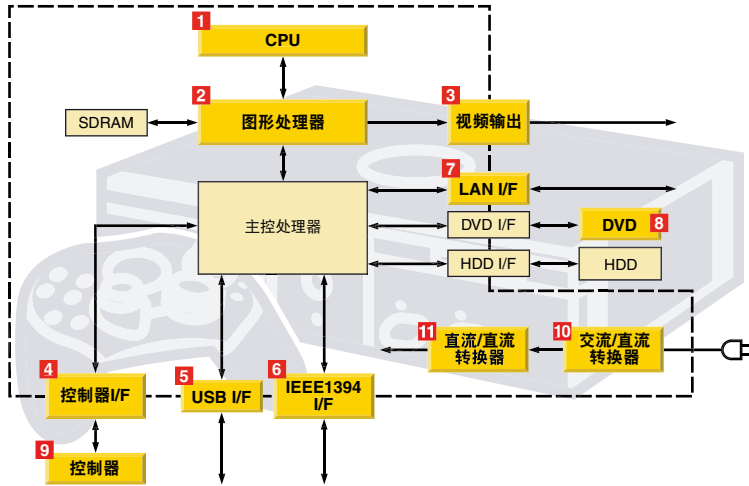 1
CPU
2
图形处理器
SDRAM
3
视频输出
7
LAN I/F
主控处理器
DVD I/F
DVD
8
HDD I/F
HDD
11
直流/直流
转换器
10
交流/直流
转换器
4
控制器I/F
5
USB I/F
6
IEEE1394
I/F
9
控制器